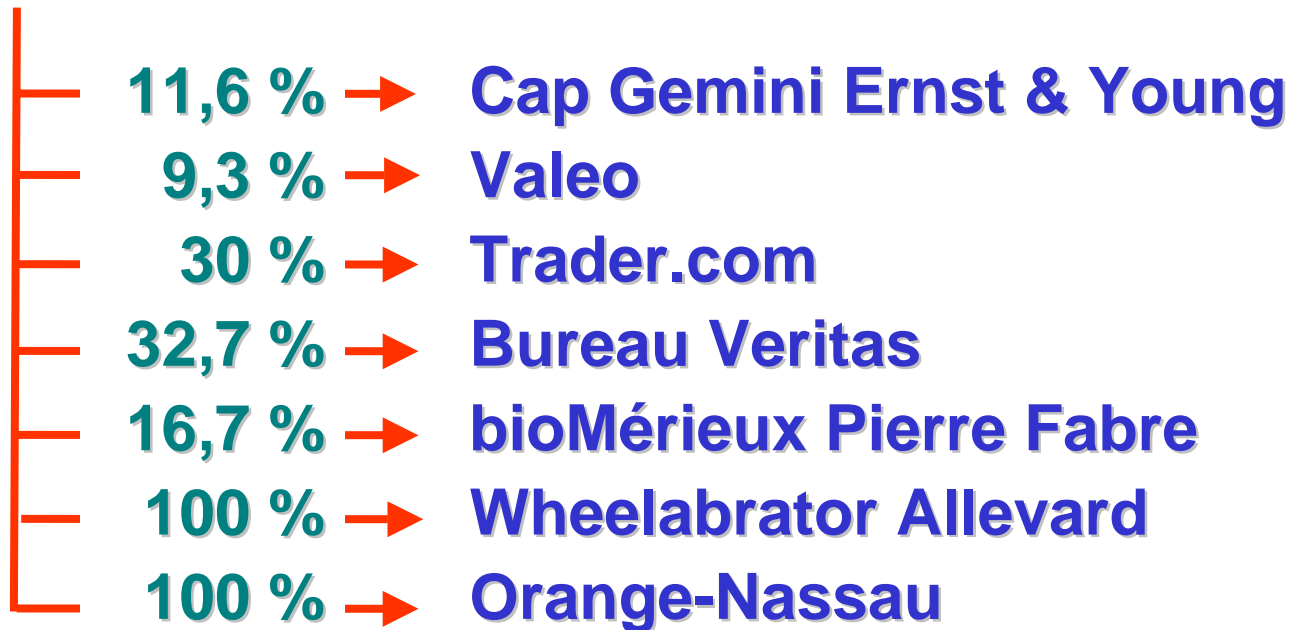 11,6 % Cap Gemini Ernst & Young
9,3 % Valeo
30 % Trader.com
32,7 % Bureau Veritas
16,7 % bioMérieux Pierre Fabre
100 % Wheelabrator Allevard
100 % Orange-Nassau